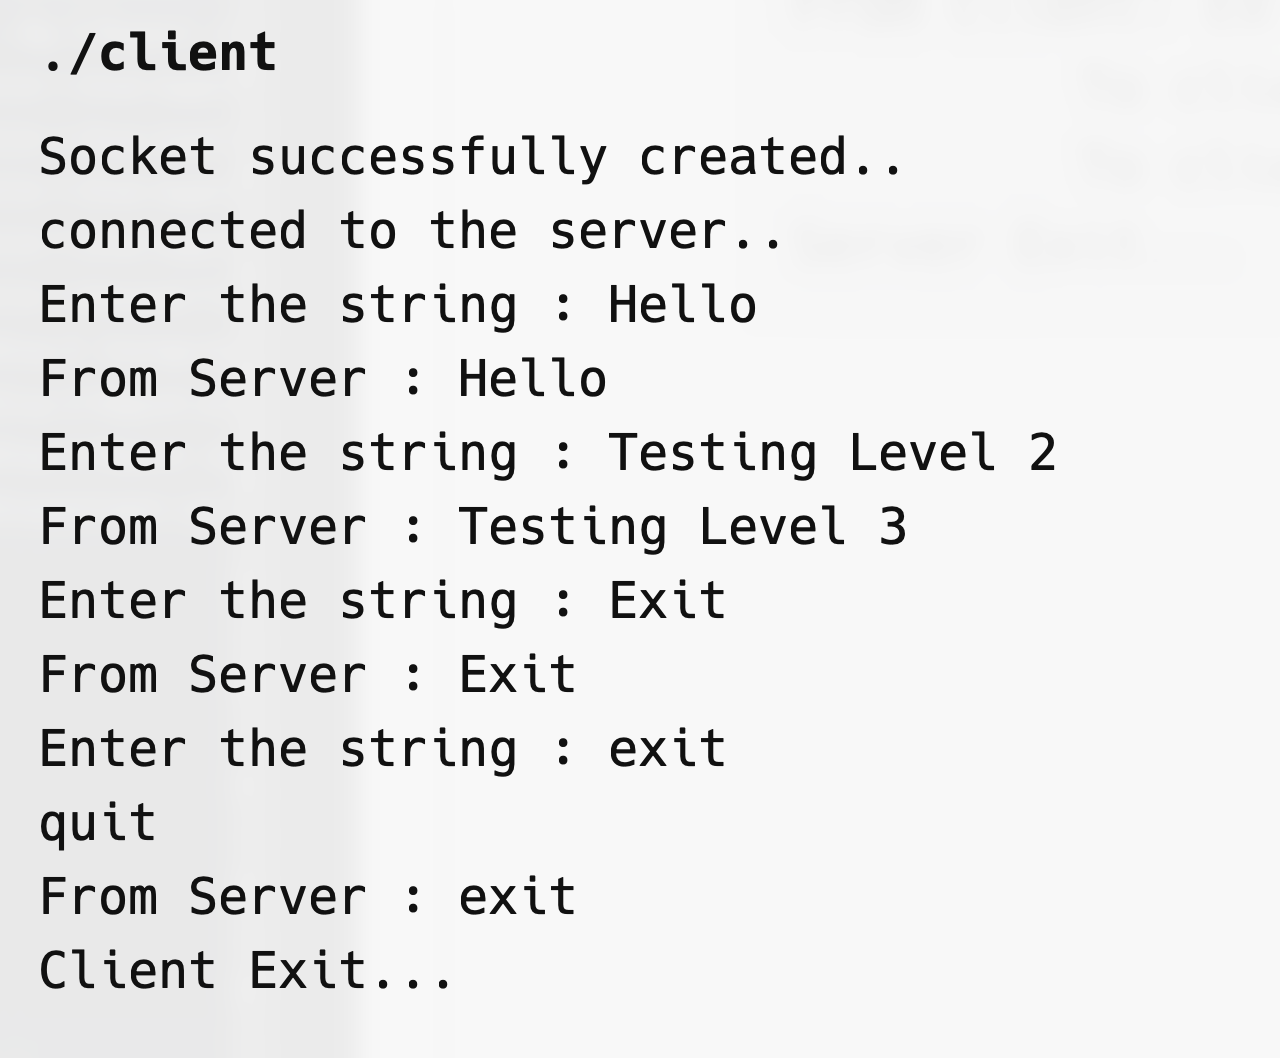 ./client
Socket successfully created..
connected to the server..
Enter the string : Hello
From Server : Hello
Enter the string : Testing Level 2
From Server : Testing Level 3
Enter the string : Exit
From Server : Exit
Enter the string : exit
quit
From Server : exit
Client Exit...